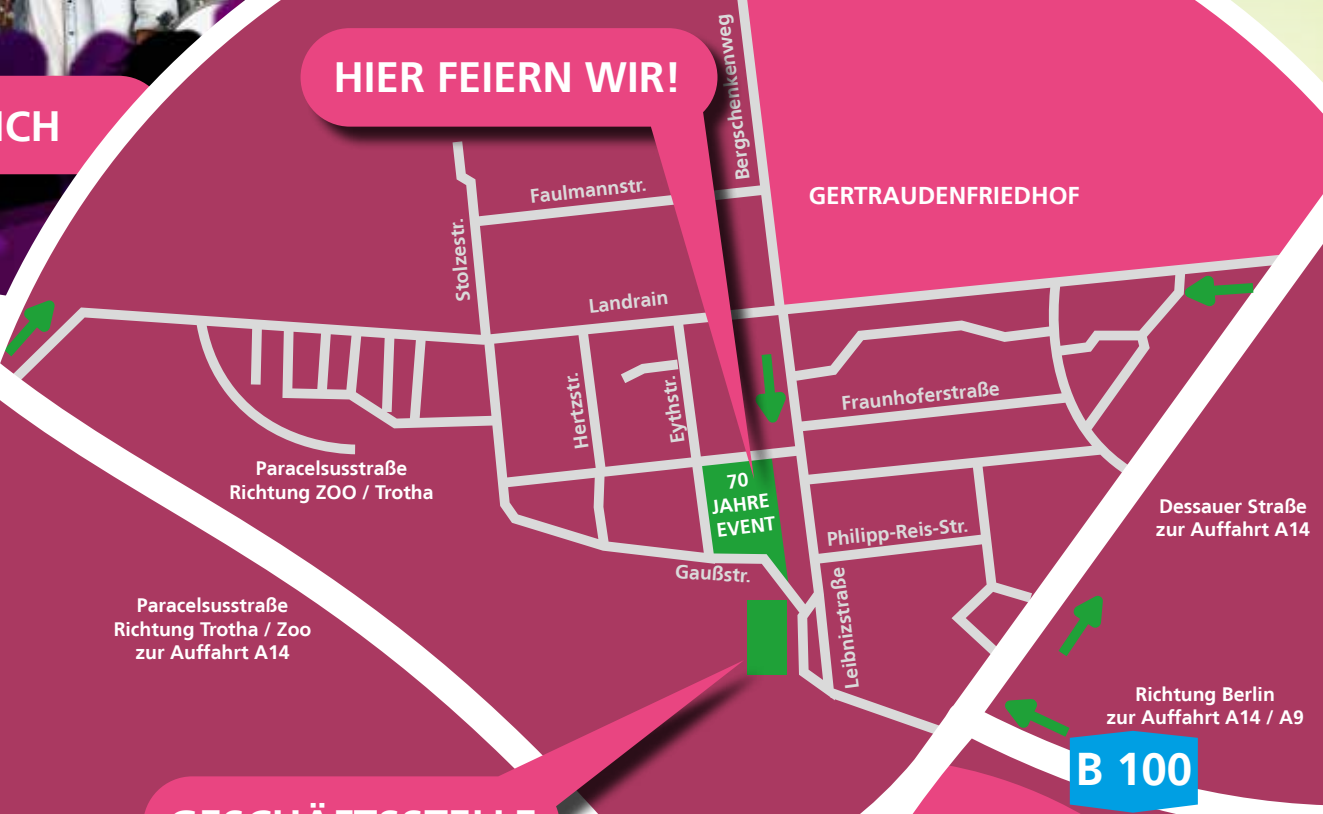 HIER FEIERN WIR!
ICH
Bergschenkenweg
Faulmannstr.
GERTRAUDENFRIEDHOF
Stolzestr.
Landrain
Hertzstr.
Eythstr.
Fraunhoferstraße
Paracelsusstraße
Richtung ZOO / Trotha
70
JAHRE
EVENT
Dessauer Straße
zur Auffahrt A14
Philipp-Reis-Str.
Gaußstr.
Leibnizstraße
Paracelsusstraße
Richtung Trotha / Zoo
zur Auffahrt A14
Richtung Berlin
zur Auffahrt A14 / A9
B 100
GESCHÄFTSSTELLE